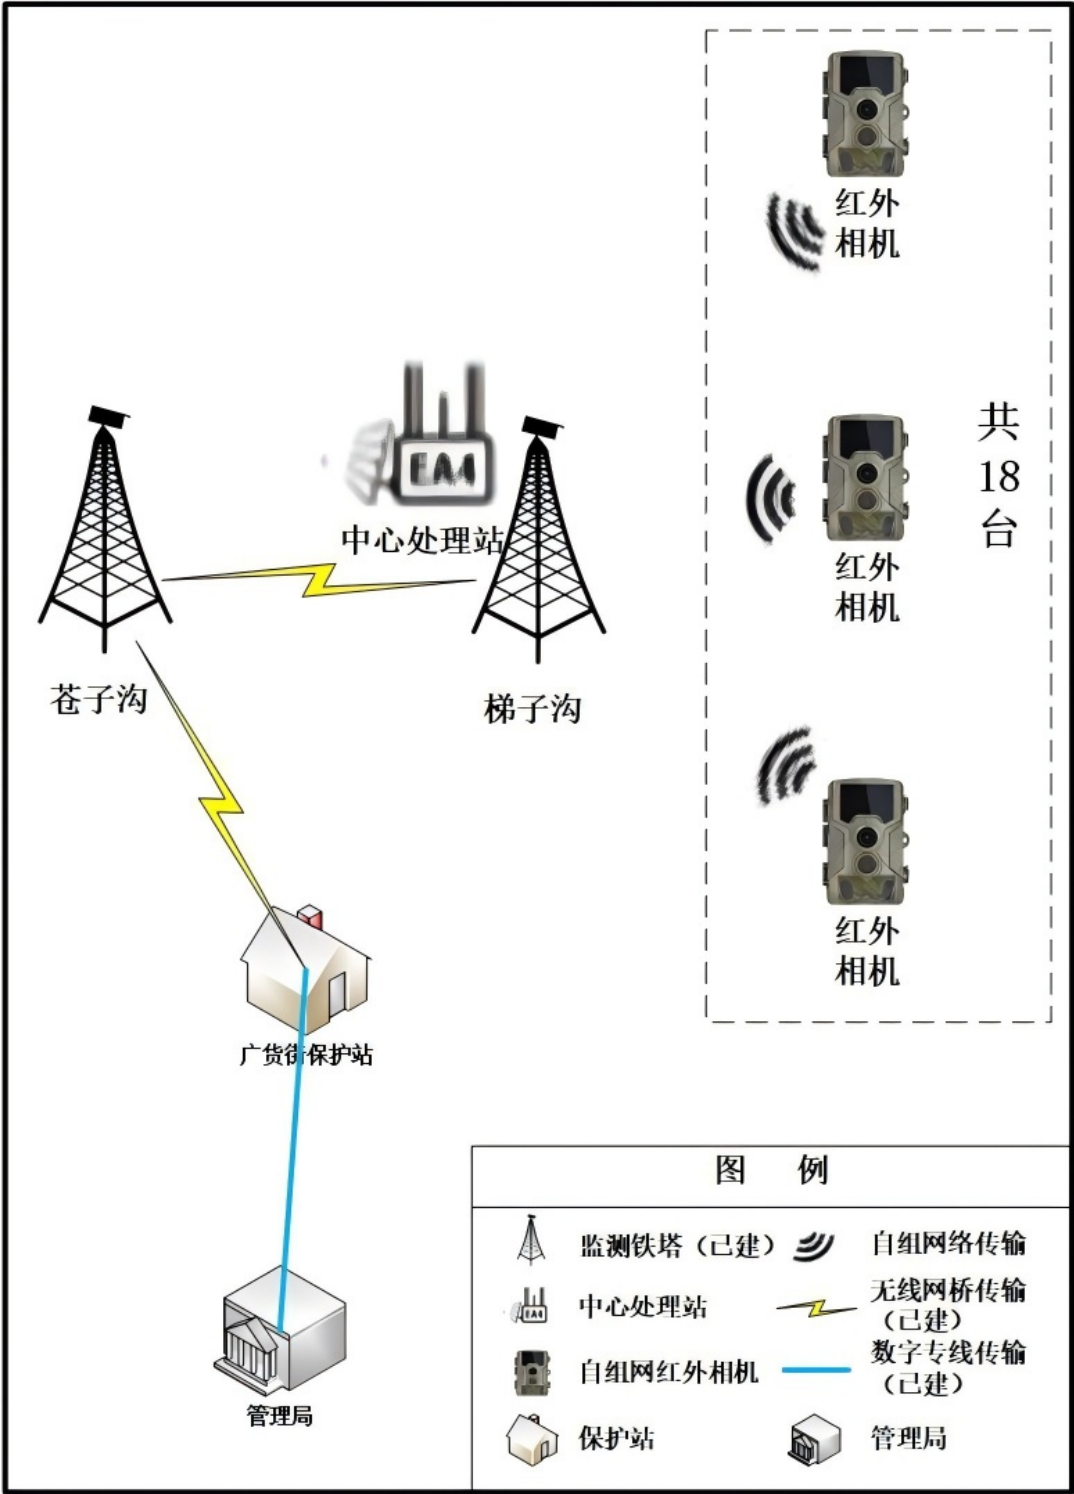 红外
相机
共
18
台
中心处理站
红外
相机
苍子沟
梯子沟
红外
相机
广货街保护站
管理局
图 例
监测铁塔（已建）
自组网络传输
中心处理站
无线网桥传输
（已建）
自组网红外相机
数字专线传输
（已建）
保护站
管理局